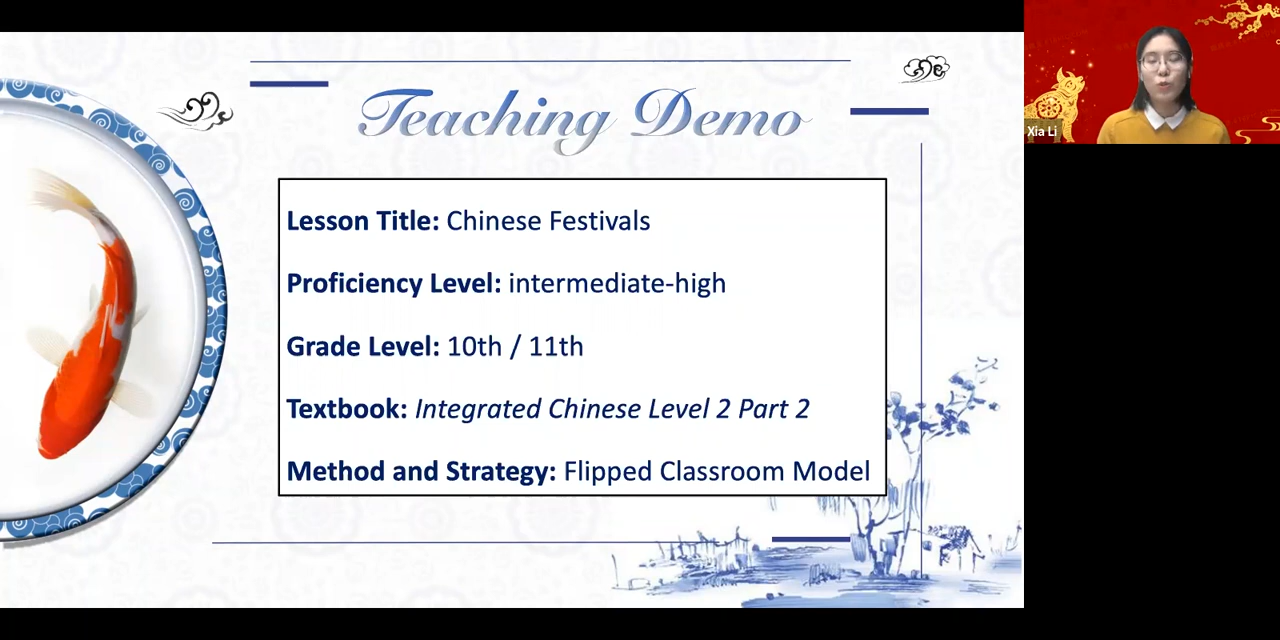 Teaching Demo
Lesson Title: Chinese Festivals
Proficiency Level: intermediate-high
Grade Level: 10th / 11th
Textbook: Integrated Chinese Level 2 Part 2
Method and Strategy: Flipped Classroom Model
Xia Li